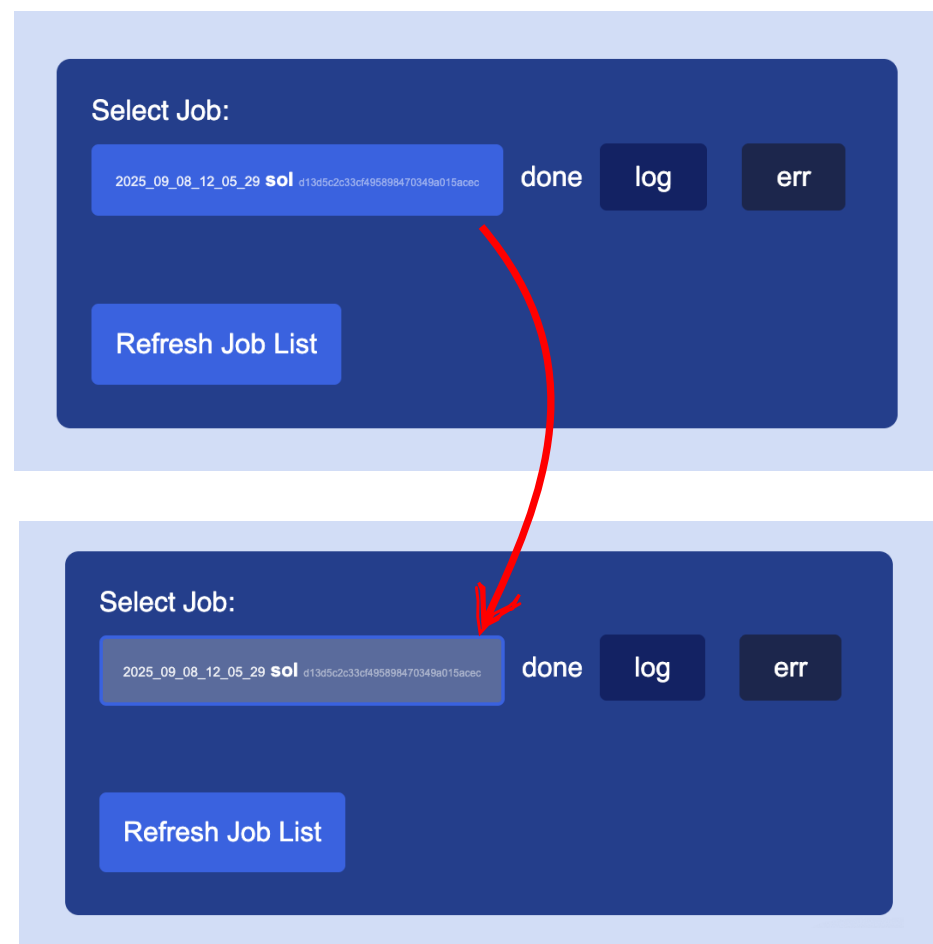 Select Job:
2025_09_08_12_05_29 sol d13d5c2c33cf495898470349a015acec done log err
Refresh Job List
Select Job:
2025_09_08_12_05_29 sol d13d5c2c33cf495898470349a015acec done log err
Refresh Job List